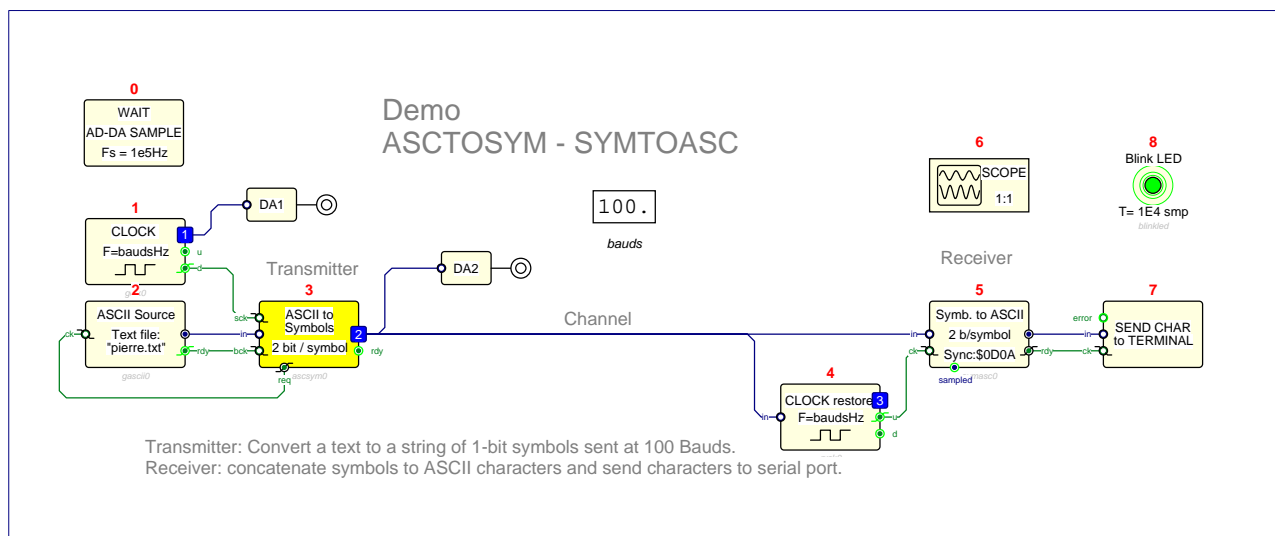 0
WAIT
AD-DA SAMPLE
Fs = 1e5Hz
Demo
ASCTOSYM - SYMTOASC
6
SCOPE
1:1
8
Blink LED
T= 1E4 smp
blinkled
1
CLOCK
F=baudsHz
1
u
d
DA1
100.
bauds
DA2
Transmitter
Channel
Receiver
2
ASCII Source
Text file:
"pierre.txt"
ck
rdy
gascii0
3
ASCII to
Symbols
2 bit / symbol
sck
in
bck
2
rdy
req
ascsym0
4
CLOCK restore
F=baudsHz
in
3
u
d
5
Symb. to ASCII
2 b/symbol
Sync:$0D0A
in
ck
rdy
sampled
7
SEND CHAR
to TERMINAL
error
in
ck
Transmitter: Convert a text to a string of 1-bit symbols sent at 100 Bauds.
Receiver: concatenate symbols to ASCII characters and send characters to serial port.